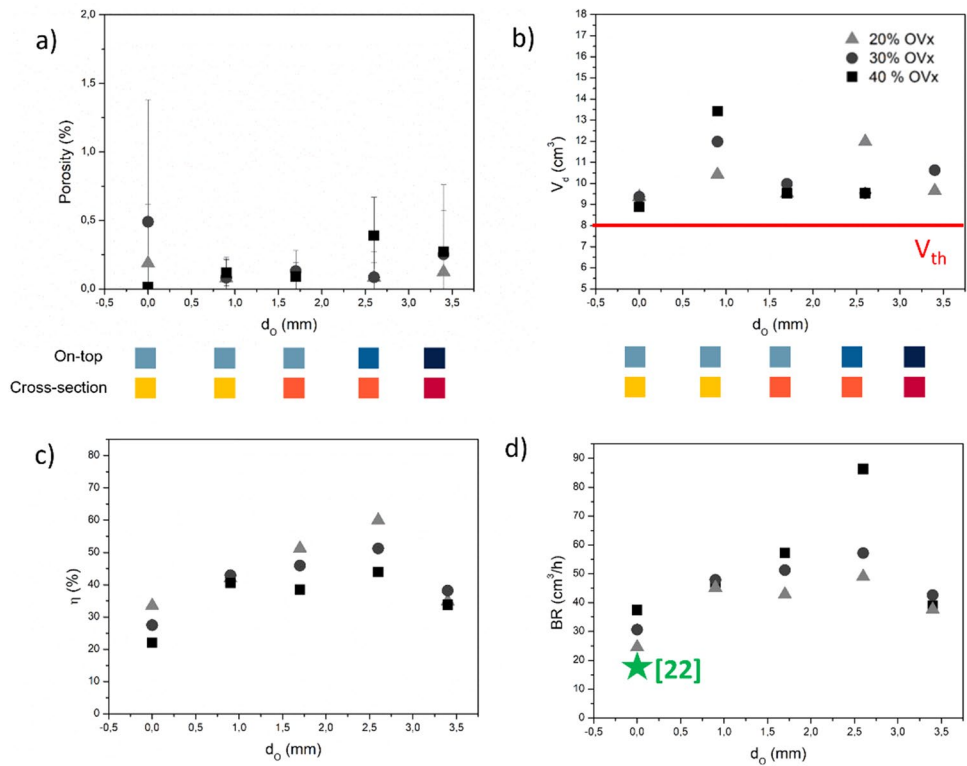 a)
2,0
1,5
1,0
0,5
0,0
Porosity (%)
-0,5 0,0 0,5 1,0 1,5 2,0 2,5 3,0 3,5
dO (mm)
b)
20% OVx
30% OVx
40 % OVx
18
17
16
15
14
13
12
11
10
9
8
7
6
5
Vd (cm³)
Vth
-0,5 0,0 0,5 1,0 1,5 2,0 2,5 3,0 3,5
dO (mm)
On-top
Cross-section
c)
80
70
60
50
40
30
20
10
0
η (%)
-0,5 0,0 0,5 1,0 1,5 2,0 2,5 3,0 3,5
dO (mm)
d)
90
80
70
60
50
40
30
20
10
0
BR (cm³/h)
[22]
-0,5 0,0 0,5 1,0 1,5 2,0 2,5 3,0 3,5
dO (mm)